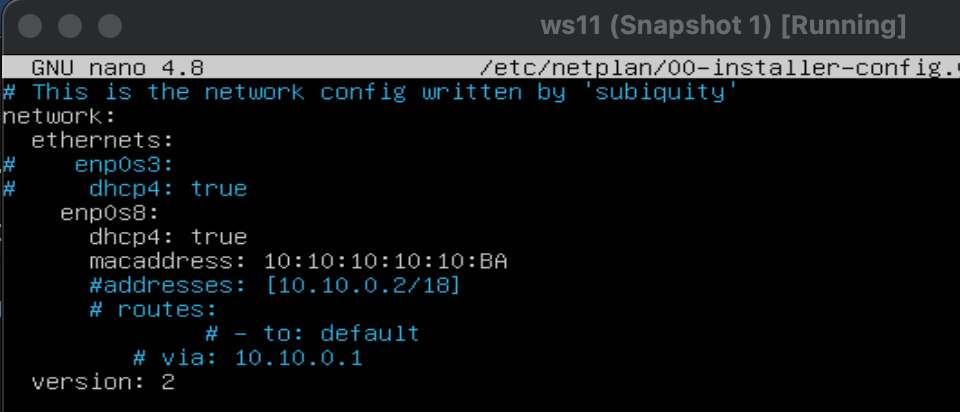 ws11 (Snapshot 1) [Running]
GNU nano 4.8 /etc/netplan/00-installer-config.
# This is the network config written by 'subiquity'
network:
  ethernets:
#    enp0s3:
#     dhcp4: true
    enp0s8:
      dhcp4: true
      macaddress: 10:10:10:10:10:BA
      #addresses: [10.10.0.2/18]
      # routes:
              # - to: default
         # via: 10.10.0.1
  version: 2